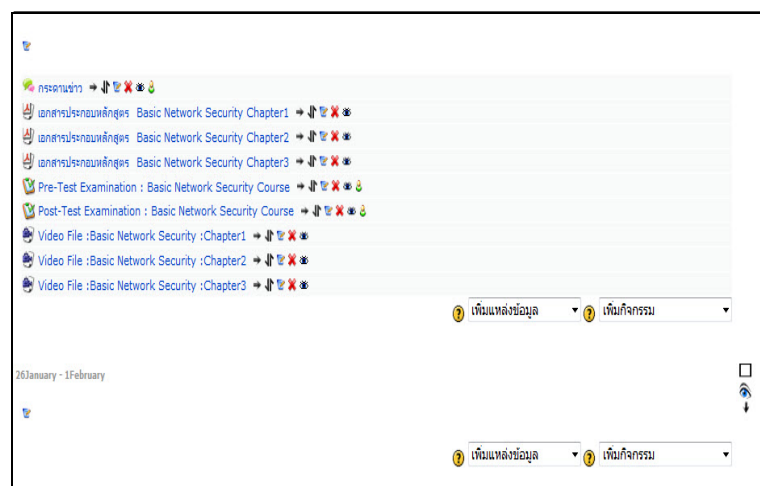 กระดานข่าว
เอกสารประกอบหลักสูตร Basic Network Security Chapter1
เอกสารประกอบหลักสูตร Basic Network Security Chapter2
เอกสารประกอบหลักสูตร Basic Network Security Chapter3
Pre-Test Examination : Basic Network Security Course
Post-Test Examination : Basic Network Security Course
Video File :Basic Network Security :Chapter1
Video File :Basic Network Security :Chapter2
Video File :Basic Network Security :Chapter3
เพิ่มแหล่งข้อมูล เพิ่มกิจกรรม
26January - 1February
เพิ่มแหล่งข้อมูล เพิ่มกิจกรรม